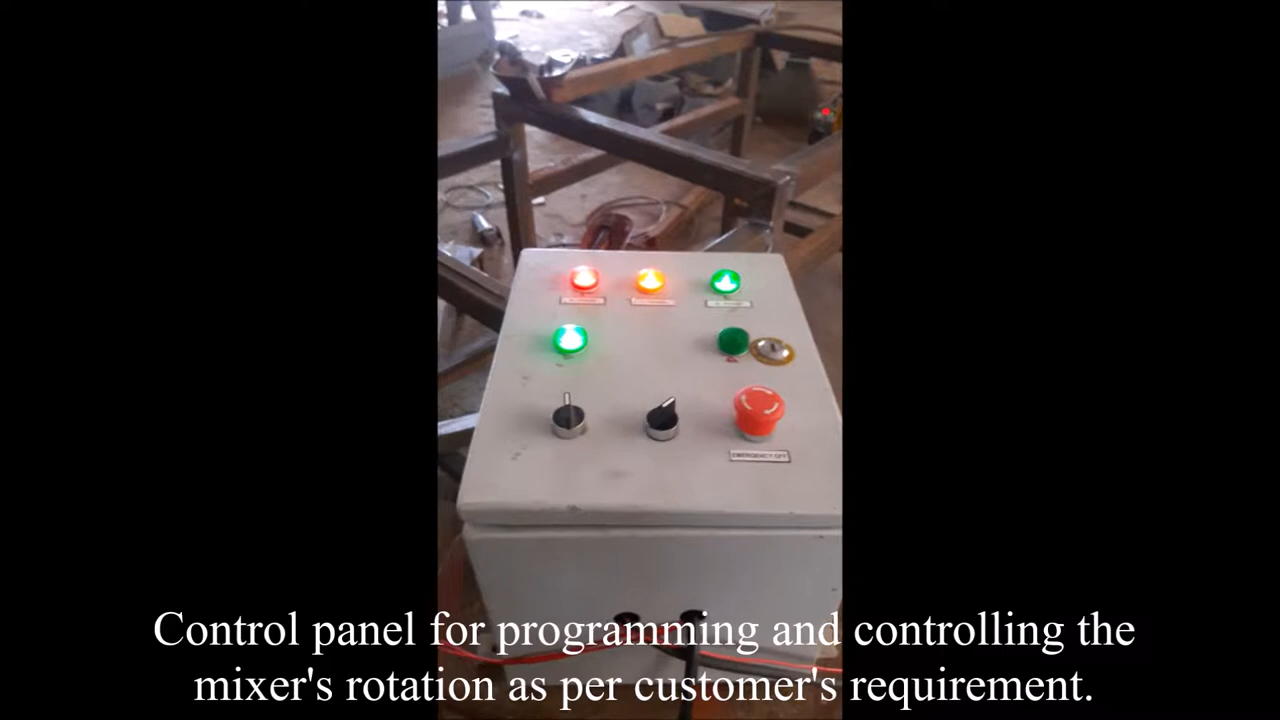 EMERGENCY OFF
Control panel for programming and controlling the
mixer's rotation as per customer's requirement.